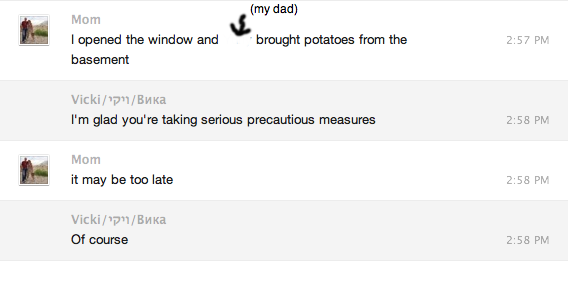 (my dad)
Mom
I opened the window and brought potatoes from the 2:57 PM
basement
Vicki/ויקי/Вика
I'm glad you're taking serious precautious measures 2:58 PM
Mom
it may be too late 2:58 PM
Vicki/ויקי/Вика
Of course 2:58 PM